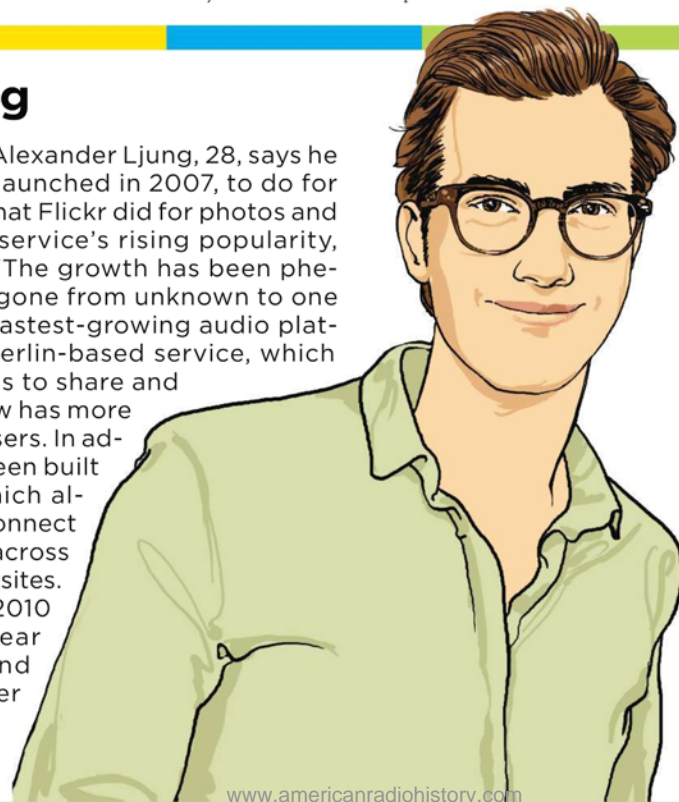 g
Alexander Ljung, 28, says he
launched in 2007, to do for
hat Flickr did for photos and
service's rising popularity,
"The growth has been phe-
gone from unknown to one
fastest-growing audio plat-
erlin-based service, which
s to share and
w has more
sers. In ad-
een built
hich al-
onnect
across
sites.
2010
ear
nd
er
www.americanradiohistory.com